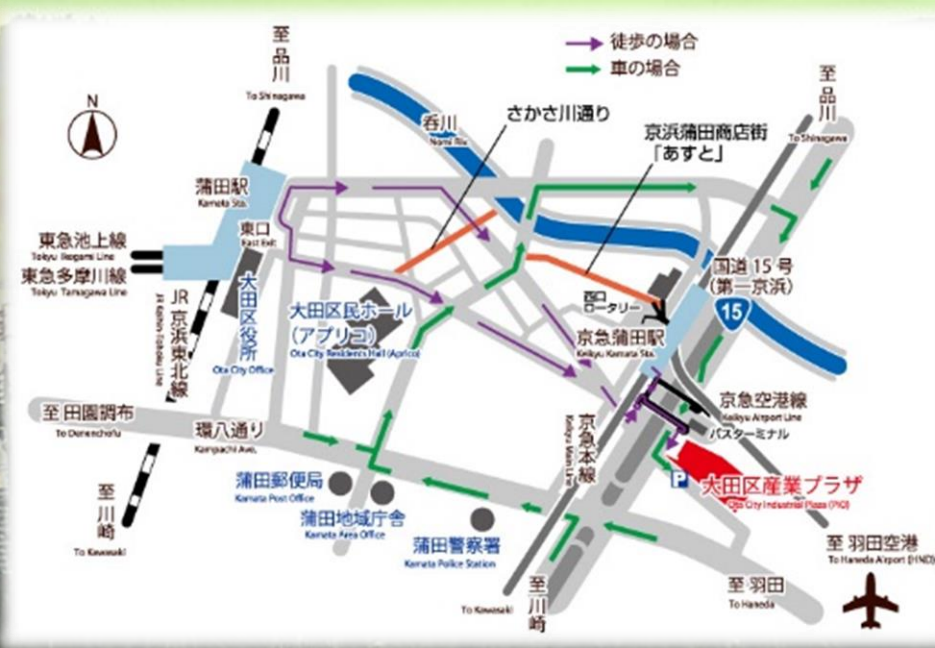 徒歩の場合
車の場合
至品川
To Shinagawa
至品川
To Shinagawa
N
呑川
Nomi Riv.
さかさ川通り
京浜蒲田商店街
「あすと」
蒲田駅
Kamata Sta.
東口
East Exit
東急池上線
Tokyu Ikegami Line
東急多摩川線
Tokyu Tamagawa Line
JR京浜東北線
JR Keihin-Tohoku Line
大田区役所
Ota City Office
大田区民ホール
(アプリコ)
Ota City Residents Hall (Aprico)
西口
ロータリー
京急蒲田駅
Keikyu Kamata Sta.
国道15号
(第一京浜)
15
京急空港線
Keikyu Airport Line
バスターミナル
京急本線
Keikyu Main Line
P
大田区産業プラザ
Ota City Industrial Plaza (PiO)
至 田園調布
To Denenchofu
環八通り
Kampachi Ave.
蒲田郵便局
Kamata Post Office
蒲田地域庁舎
Kamata Area Office
蒲田警察署
Kamata Police Station
至川崎
To Kawasaki
To Kawasaki
至川崎
至 羽田
To Haneda
至 羽田空港
To Haneda Airport (HND)